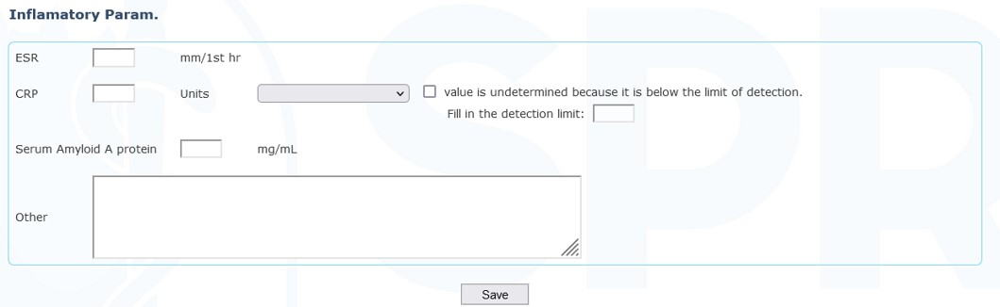 Inflamatory Param.
ESR mm/1st hr
CRP Units value is undetermined because it is below the limit of detection.
Fill in the detection limit:
Serum Amyloid A protein mg/mL
Other
Save
SPR